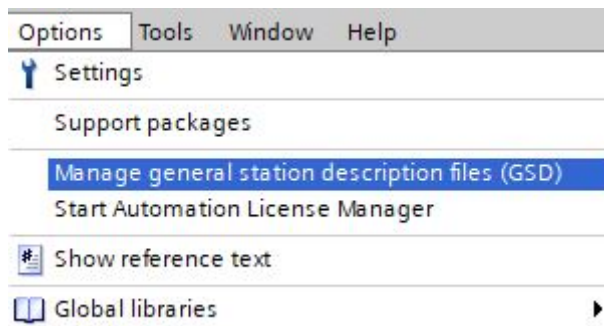 Options Tools Window Help
Settings
Support packages
Manage general station description files (GSD)
Start Automation License Manager
Show reference text
Global libraries